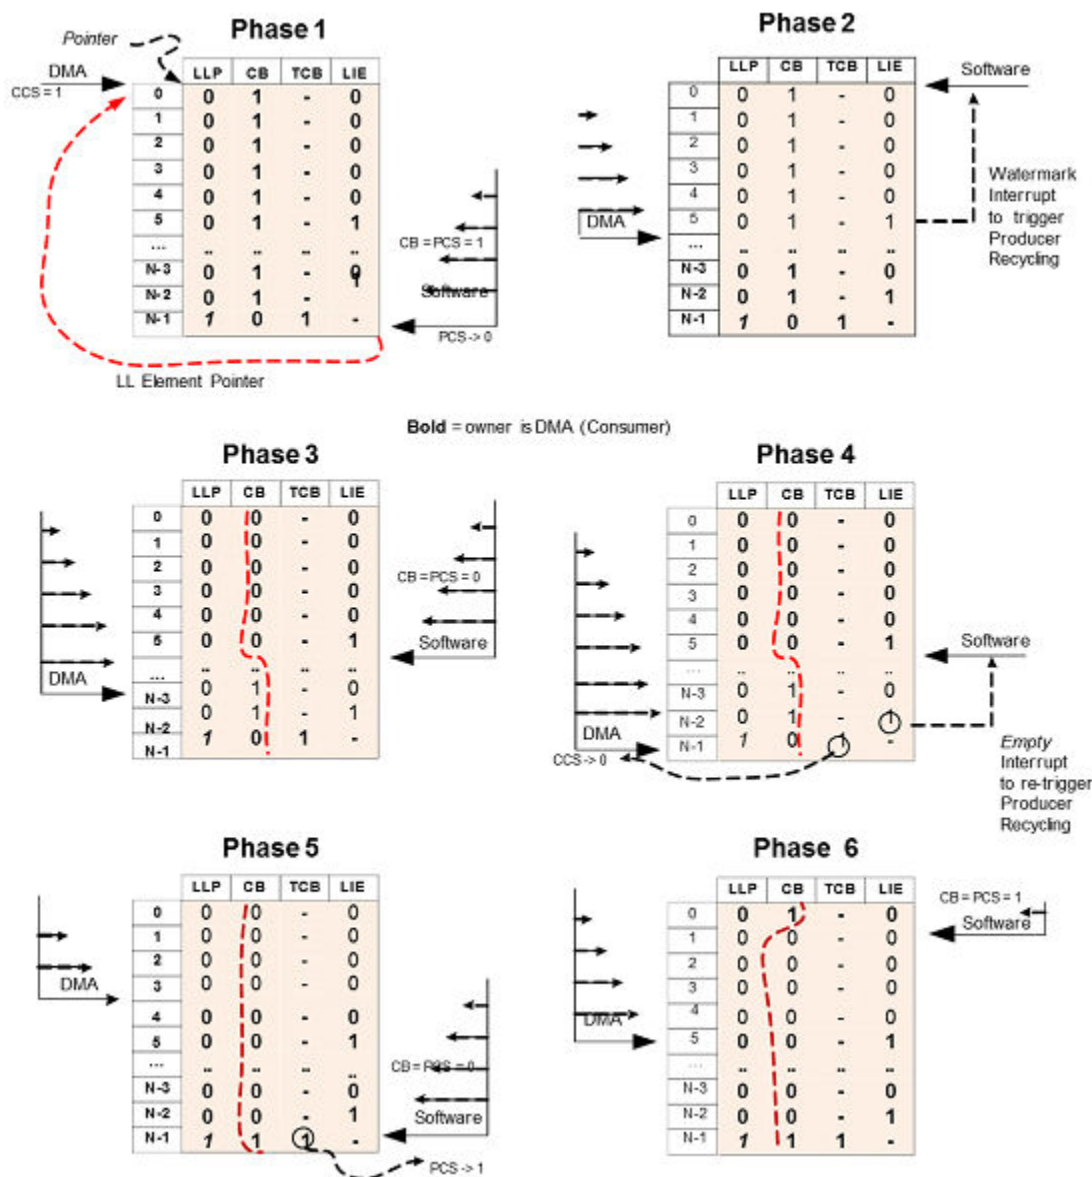 Phase 1
Pointer
DMA
CCS = 1
LLP CB TCB LIE
0 0 1 - 0
1 0 1 - 0
2 0 1 - 0
3 0 1 - 0
4 0 1 - 0
5 0 1 - 1
... .. .. .. ..
N-3 0 1 - 0
N-2 0 1 - 1
N-1 1 0 1 -
CB = PCS = 1
Software
PCS -> 0
LL Element Pointer
Phase 2
LLP CB TCB LIE
0 0 1 - 0
1 0 1 - 0
2 0 1 - 0
3 0 1 - 0
4 0 1 - 0
5 0 1 - 1
... .. .. .. ..
N-3 0 1 - 0
N-2 0 1 - 1
N-1 1 0 1 -
DMA
Software
Watermark
Interrupt
to trigger
Producer
Recycling
Bold = owner is DMA (Consumer)
Phase 3
LLP CB TCB LIE
0 0 0 - 0
1 0 0 - 0
2 0 0 - 0
3 0 0 - 0
4 0 0 - 0
5 0 0 - 1
... .. .. .. ..
N-3 0 1 - 0
N-2 0 1 - 1
N-1 1 0 1 -
DMA
CB = PCS = 0
Software
Phase 4
LLP CB TCB LIE
0 0 0 - 0
1 0 0 - 0
2 0 0 - 0
3 0 0 - 0
4 0 0 - 0
5 0 0 - 1
... .. .. .. ..
N-3 0 1 - 0
N-2 0 1 - 1
N-1 1 0 1 -
DMA
CCS -> 0
Software
Empty
Interrupt
to re-trigger
Producer
Recycling
Phase 5
LLP CB TCB LIE
0 0 0 - 0
1 0 0 - 0
2 0 0 - 0
3 0 0 - 0
4 0 0 - 0
5 0 0 - 1
... .. .. .. ..
N-3 0 0 - 0
N-2 0 0 - 1
N-1 1 1 1 -
DMA
CB = PCS = 0
Software
PCS -> 1
Phase 6
LLP CB TCB LIE
0 0 1 - 0
1 0 0 - 0
2 0 0 - 0
3 0 0 - 0
4 0 0 - 0
5 0 0 - 1
... .. .. .. ..
N-3 0 0 - 0
N-2 0 0 - 1
N-1 1 1 1 -
DMA
CB = PCS = 1
Software